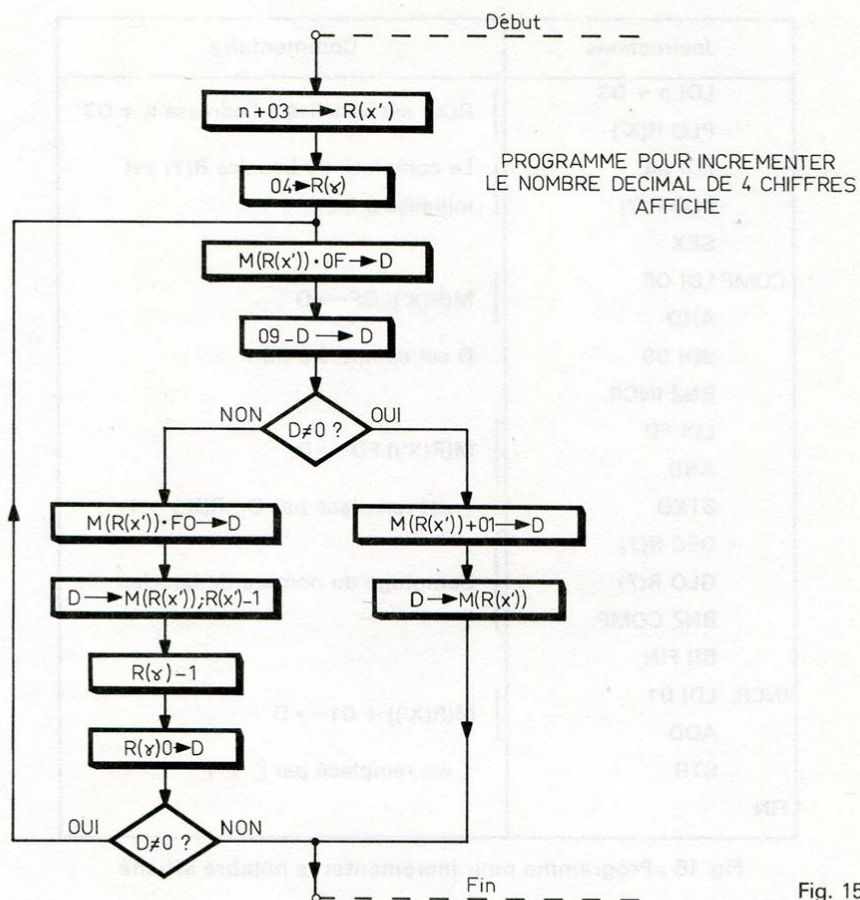 Début
n+03 → R(x')
04 → R(ɣ)
PROGRAMME POUR INCREMENTER
LE NOMBRE DECIMAL DE 4 CHIFFRES
AFFICHE
M(R(x'))·0F → D
09-D → D
NON
D≠0 ?
OUI
M(R(x'))·F0 → D
M(R(x'))+01 → D
D → M(R(x'));R(x')-1
D → M(R(x'))
R(ɣ)-1
R(ɣ)0 → D
OUI
D≠0 ?
NON
Fin
Fig. 15